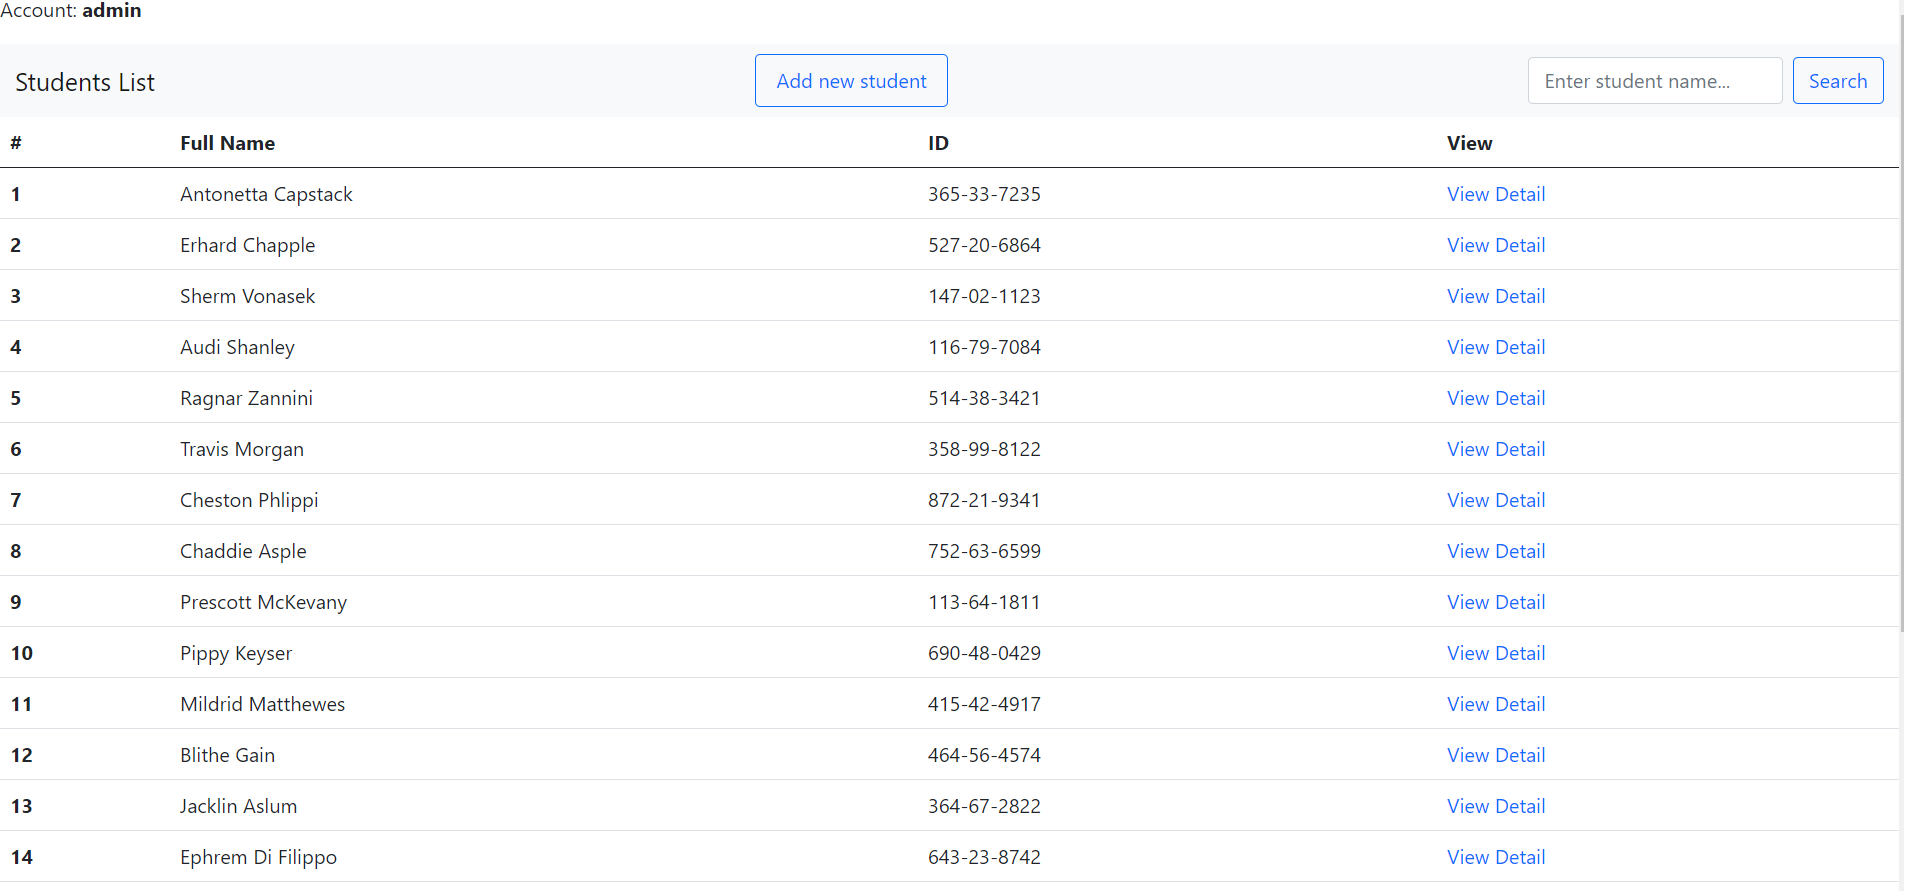 Account: admin
Students List Add new student Enter student name... Search
# Full Name ID View
1 Antonetta Capstack 365-33-7235 View Detail
2 Erhard Chapple 527-20-6864 View Detail
3 Sherm Vonasek 147-02-1123 View Detail
4 Audi Shanley 116-79-7084 View Detail
5 Ragnar Zannini 514-38-3421 View Detail
6 Travis Morgan 358-99-8122 View Detail
7 Cheston Phlippi 872-21-9341 View Detail
8 Chaddie Asple 752-63-6599 View Detail
9 Prescott McKevany 113-64-1811 View Detail
10 Pippy Keyser 690-48-0429 View Detail
11 Mildrid Matthewes 415-42-4917 View Detail
12 Blithe Gain 464-56-4574 View Detail
13 Jacklin Aslum 364-67-2822 View Detail
14 Ephrem Di Filippo 643-23-8742 View Detail